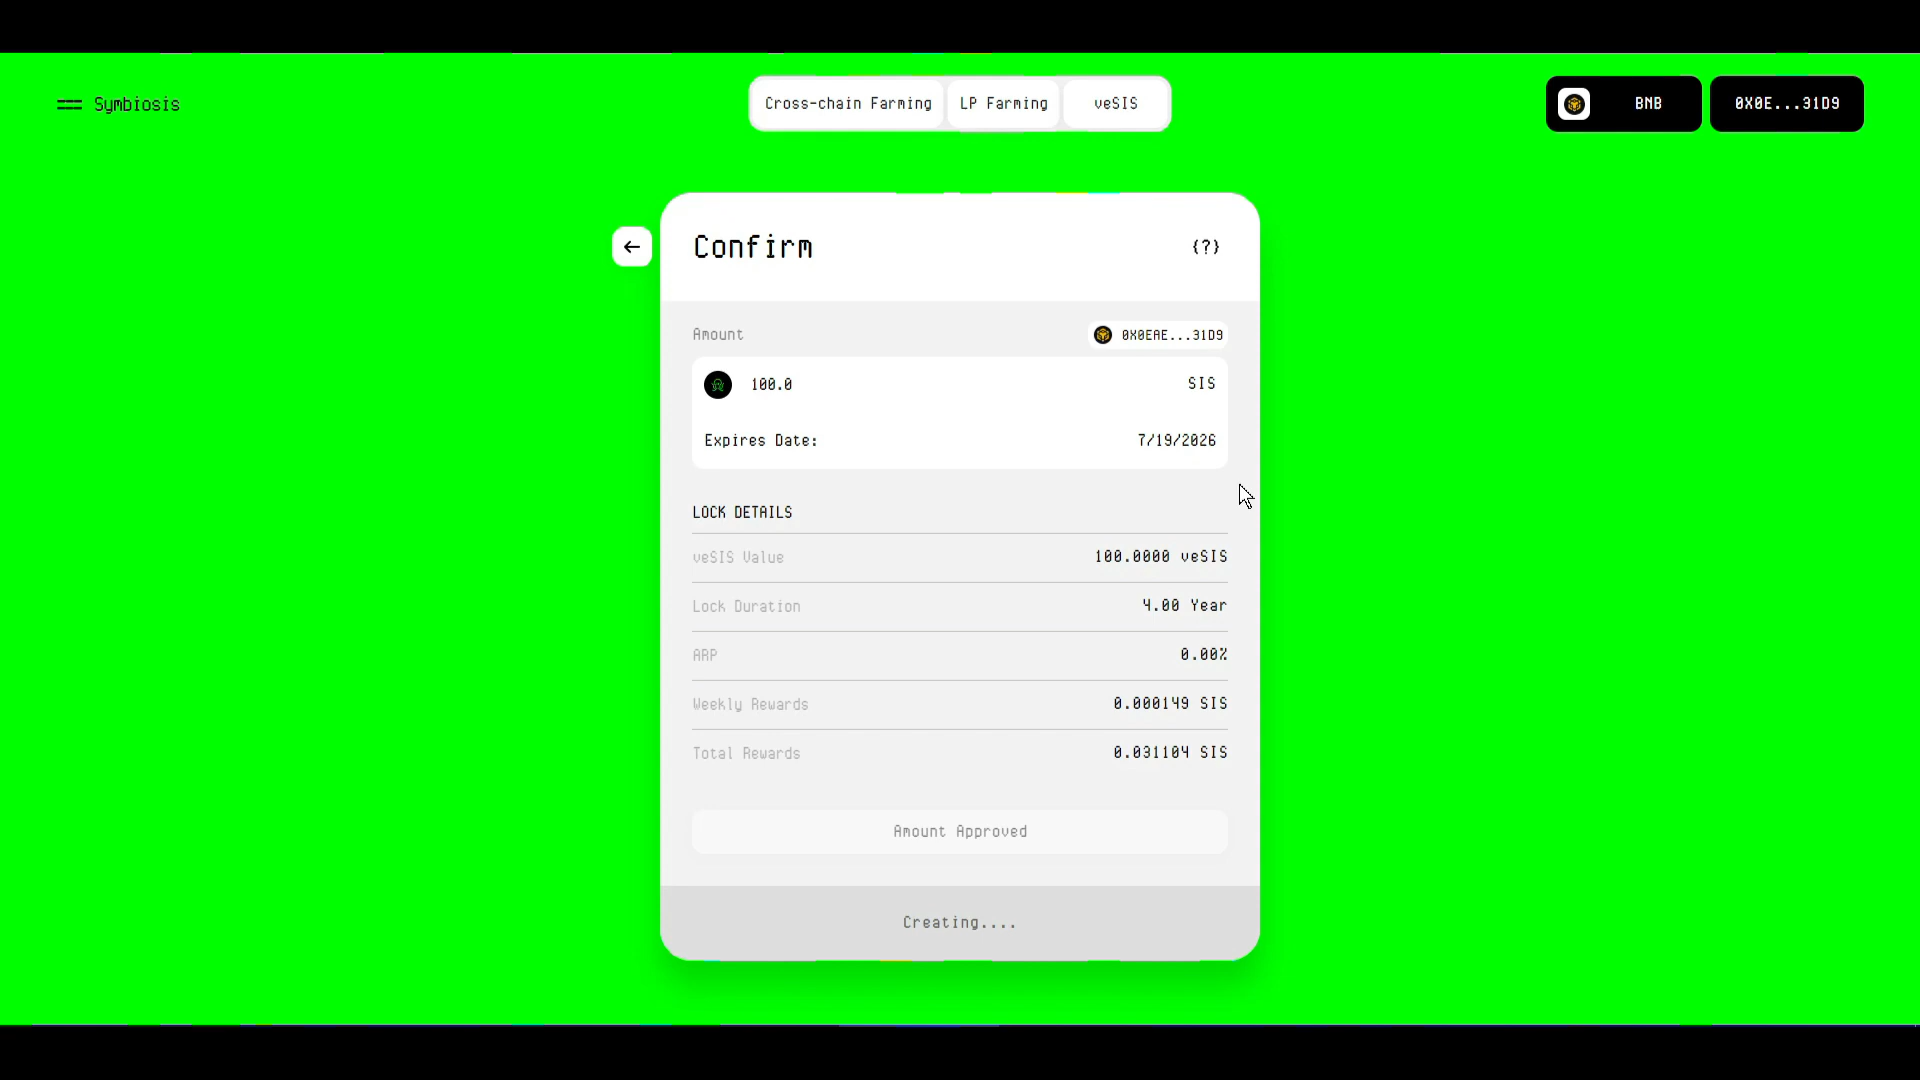 Symbiosis
Cross-chain Farming LP Farming veSIS
BNB 0X0E...31D9
Confirm {?}
Amount 0X0EAE...31D9
100.0 SIS
Expires Date: 7/19/2026
LOCK DETAILS
veSIS Value 100.0000 veSIS
Lock Duration 4.00 Year
ARP 0.00%
Weekly Rewards 0.000149 SIS
Total Rewards 0.031104 SIS
Amount Approved
Creating....